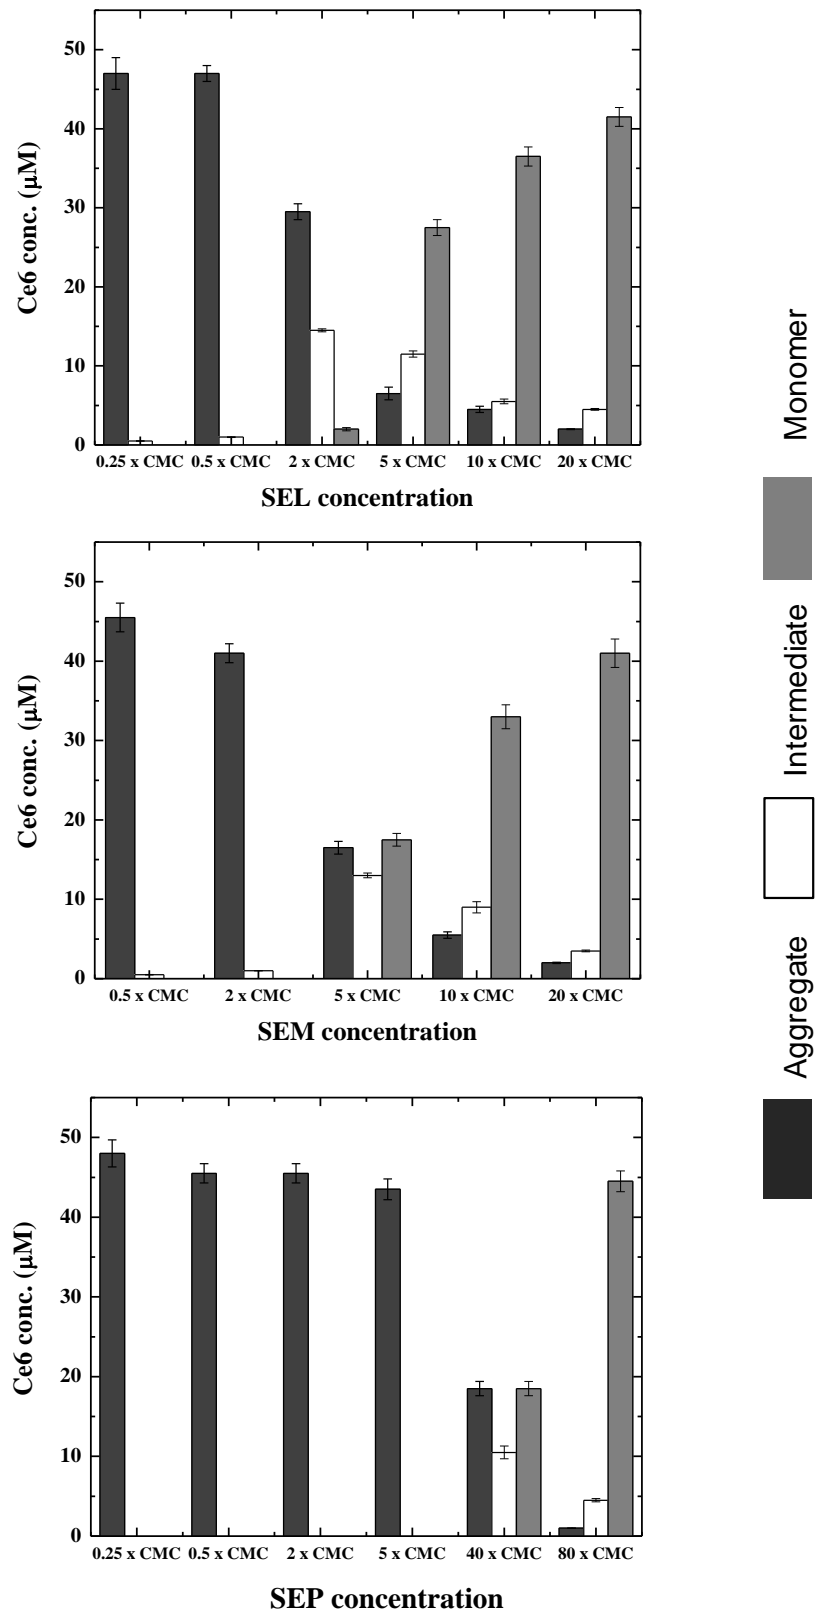 50
40
30
20
10
0
Ce6 conc. (µM)
0.25 x CMC 0.5 x CMC 2 x CMC 5 x CMC 10 x CMC 20 x CMC
SEL concentration
50
40
30
20
10
0
Ce6 conc. (µM)
0.5 x CMC 2 x CMC 5 x CMC 10 x CMC 20 x CMC
SEM concentration
50
40
30
20
10
0
Ce6 conc. (µM)
0.25 x CMC 0.5 x CMC 2 x CMC 5 x CMC 40 x CMC 80 x CMC
SEP concentration
Aggregate Intermediate Monomer